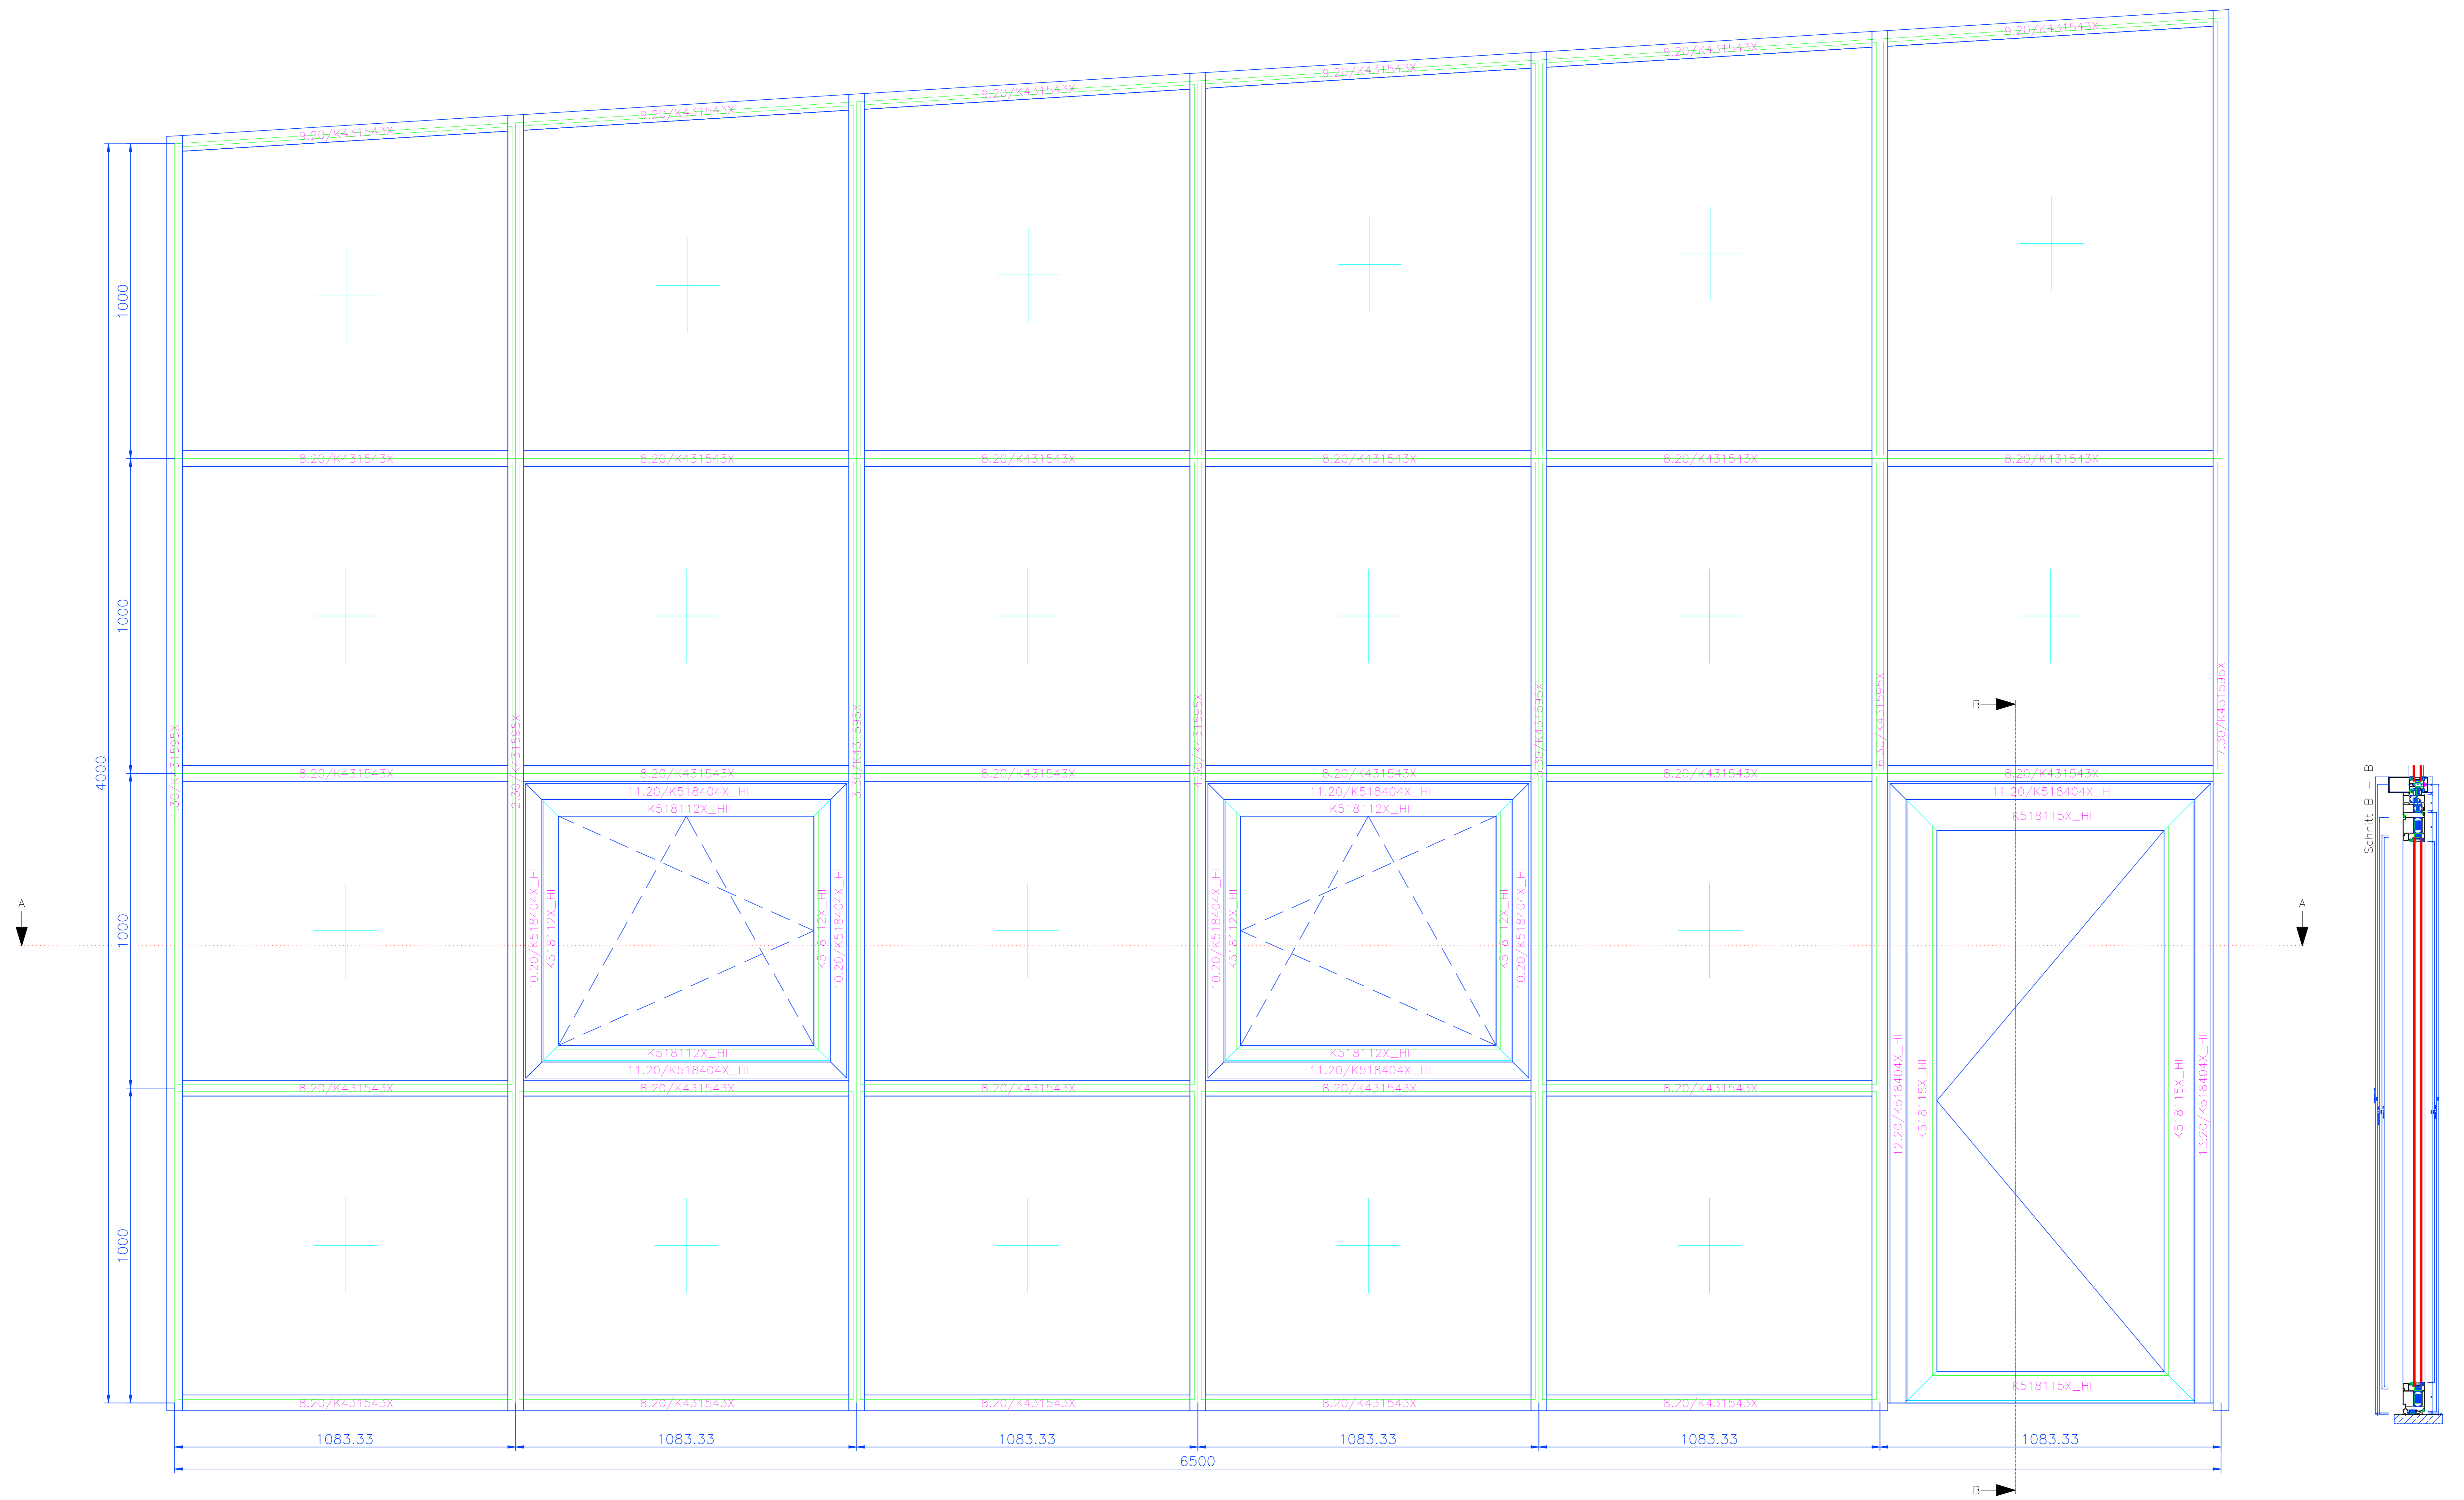 9.20/K431543X
9.20/K431543X
9.20/K431543X
9.20/K431543X
9.20/K431543X
9.20/K431543X
1000
8.20/K431543X
8.20/K431543X
8.20/K431543X
8.20/K431543X
8.20/K431543X
8.20/K431543X
1000
1.30/K431595X
2.30/K431595X
3.30/K431595X
4.30/K431595X
5.30/K431595X
6.30/K431595X
7.30/K431595X
B
4000
8.20/K431543X
8.20/K431543X
8.20/K431543X
8.20/K431543X
8.20/K431543X
8.20/K431543X
Schnitt B - B
11.20/K518404X_HI
11.20/K518404X_HI
11.20/K518404X_HI
K518112X_HI
K518112X_HI
K518115X_HI
A
A
1000
10.20/K518404X_HI
K518112X_HI
K518112X_HI
10.20/K518404X_HI
10.20/K518404X_HI
K518112X_HI
K518112X_HI
10.20/K518404X_HI
12.20/K518404X_HI
K518115X_HI
K518115X_HI
13.20/K518404X_HI
K518112X_HI
K518112X_HI
11.20/K518404X_HI
11.20/K518404X_HI
8.20/K431543X
8.20/K431543X
8.20/K431543X
8.20/K431543X
8.20/K431543X
1000
K518115X_HI
8.20/K431543X
8.20/K431543X
8.20/K431543X
8.20/K431543X
8.20/K431543X
1083.33
1083.33
1083.33
1083.33
1083.33
1083.33
6500
B